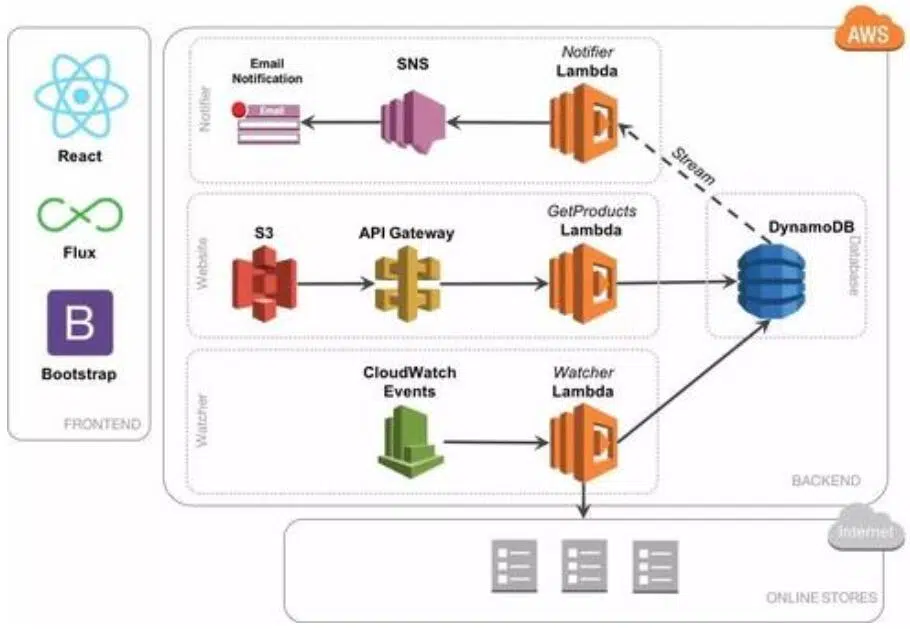 AWS
React
Flux
B
Bootstrap
FRONTEND
Notifier
Email
Notification
Email
SNS
Notifier
Lambda
Stream
Website
S3
API Gateway
GetProducts
Lambda
DynamoDB
Database
Watcher
CloudWatch
Events
Watcher
Lambda
BACKEND
Internet
ONLINE STORES